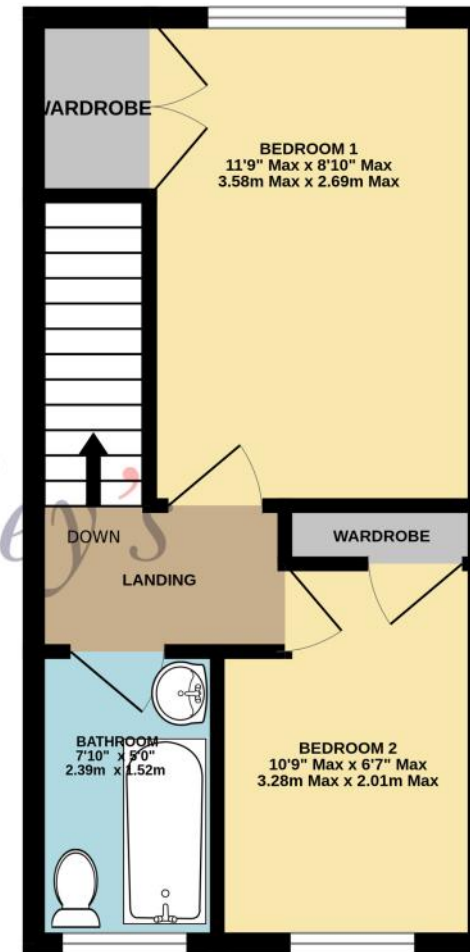 WARDROBE
BEDROOM 1
11'9" Max x 8'10" Max
3.58m Max x 2.69m Max
ey's
DOWN
LANDING
WARDROBE
BATHROOM
7'10" x 5'0"
2.39m x 1.52m
BEDROOM 2
10'9" Max x 6'7" Max
3.28m Max x 2.01m Max